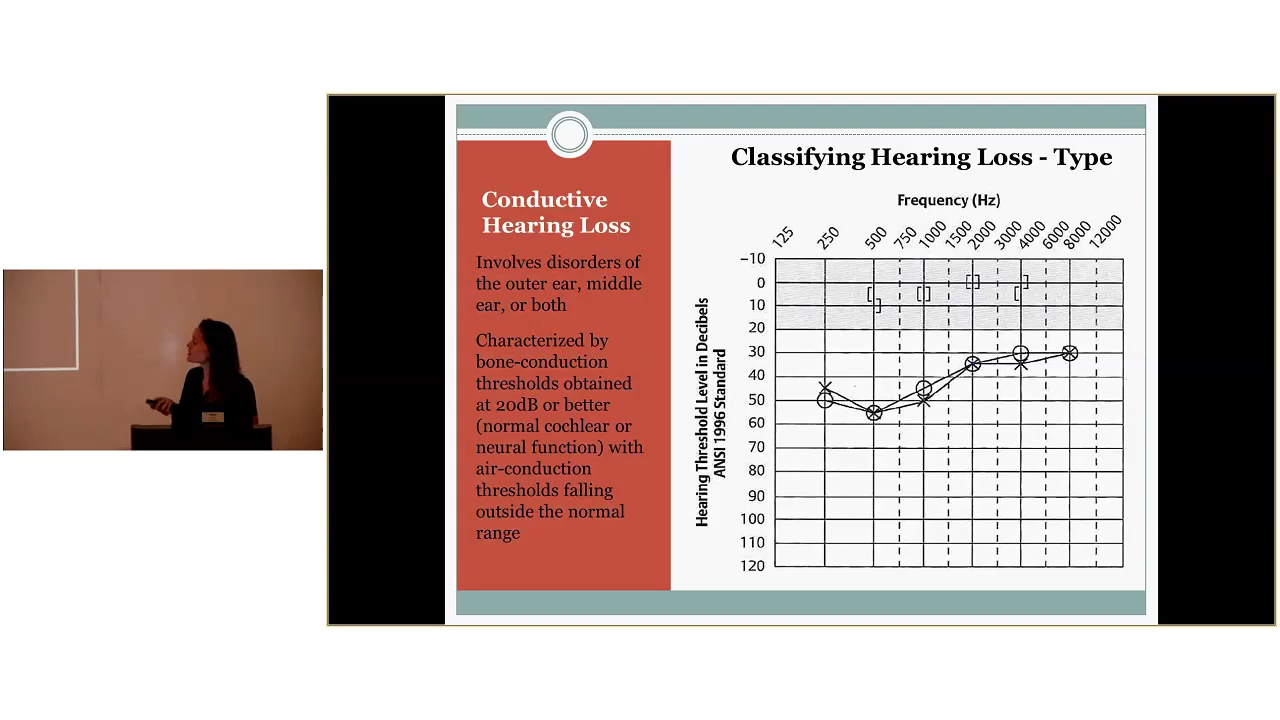 Classifying Hearing Loss - Type
Conductive
Hearing Loss
Involves disorders of
the outer ear, middle
ear, or both
Characterized by
bone-conduction
thresholds obtained
at 20dB or better
(normal cochlear or
neural function) with
air-conduction
thresholds falling
outside the normal
range
Frequency (Hz)
125 250 500 750 1000 1500 2000 3000 4000 6000 8000 12000
Hearing Threshold Level in Decibels
ANSI 1996 Standard
–10
0
10
20
30
40
50
60
70
80
90
100
110
120